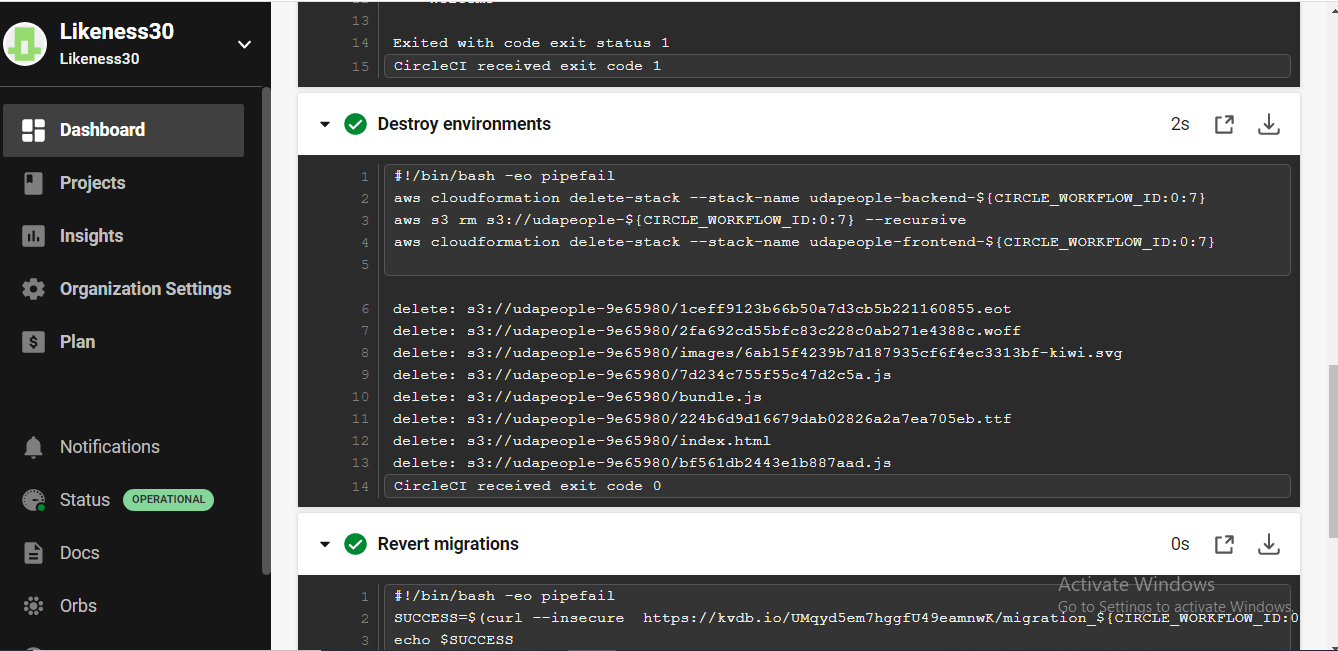 Likeness30
Likeness30
Dashboard
Projects
Insights
Organization Settings
Plan
Notifications
Status OPERATIONAL
Docs
Orbs
13
14 Exited with code exit status 1
15 CircleCI received exit code 1
Destroy environments 2s
1 #!/bin/bash -eo pipefail
2 aws cloudformation delete-stack --stack-name udapeople-backend-${CIRCLE_WORKFLOW_ID:0:7}
3 aws s3 rm s3://udapeople-${CIRCLE_WORKFLOW_ID:0:7} --recursive
4 aws cloudformation delete-stack --stack-name udapeople-frontend-${CIRCLE_WORKFLOW_ID:0:7}
5
6 delete: s3://udapeople-9e65980/1ceff9123b66b50a7d3cb5b221160855.eot
7 delete: s3://udapeople-9e65980/2fa692cd55bfc83c228c0ab271e4388c.woff
8 delete: s3://udapeople-9e65980/images/6ab15f4239b7d187935cf6f4ec3313bf-kiwi.svg
9 delete: s3://udapeople-9e65980/7d234c755f55c47d2c5a.js
10 delete: s3://udapeople-9e65980/bundle.js
11 delete: s3://udapeople-9e65980/224b6d9d16679dab02826a2a7ea705eb.ttf
12 delete: s3://udapeople-9e65980/index.html
13 delete: s3://udapeople-9e65980/bf561db2443e1b887aad.js
14 CircleCI received exit code 0
Revert migrations 0s
1 #!/bin/bash -eo pipefail
2 SUCCESS=$(curl --insecure https://kvdb.io/UMqyd5em7hggfU49eamnwK/migration_${CIRCLE_WORKFLOW_ID:0
3 echo $SUCCESS
Activate Windows
Go to Settings to activate Windows.